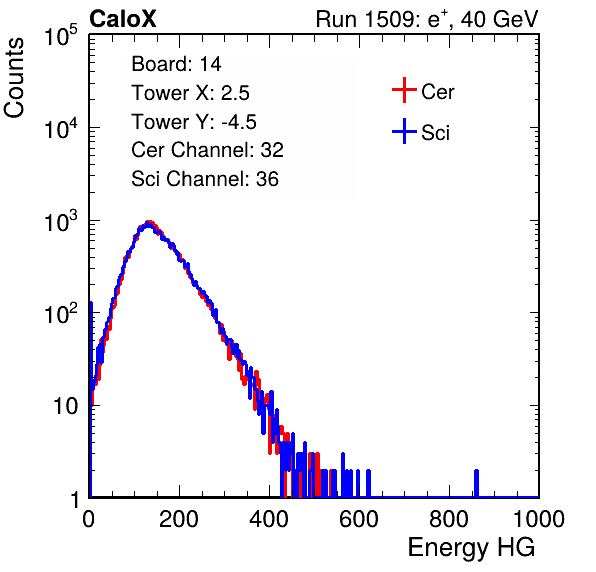 CaloX Run 1509: e⁺, 40 GeV
Counts
Board: 14
Tower X: 2.5
Tower Y: -4.5
Cer Channel: 32
Sci Channel: 36
Cer
Sci
10⁵
10⁴
10³
10²
10
1
0 200 400 600 800 1000
Energy HG